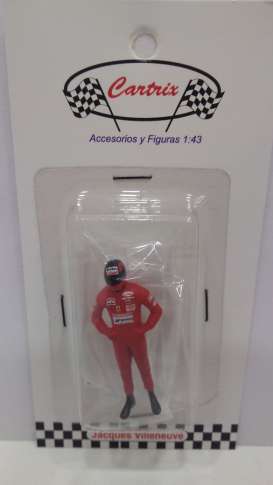 Cartrix
Accesorios y Figuras 1:43
Jacques Villeneuve